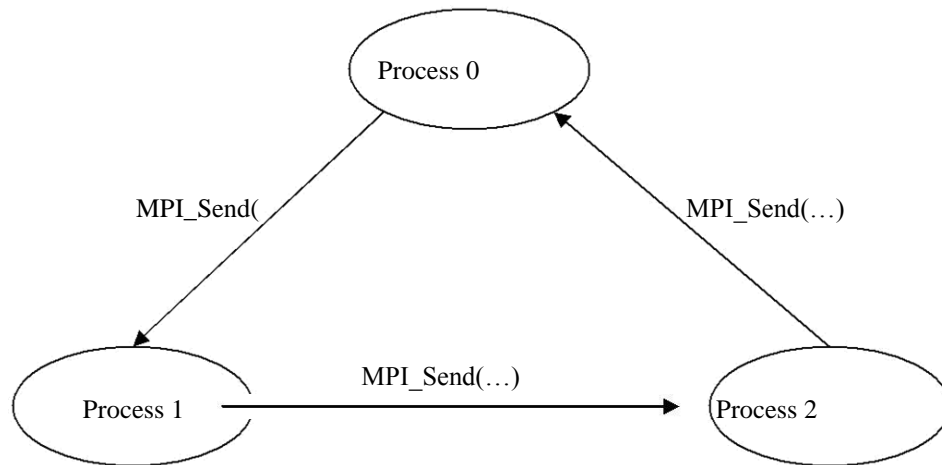 Process 0
MPI_Send(
MPI_Send(…)
MPI_Send(…)
Process 1
Process 2